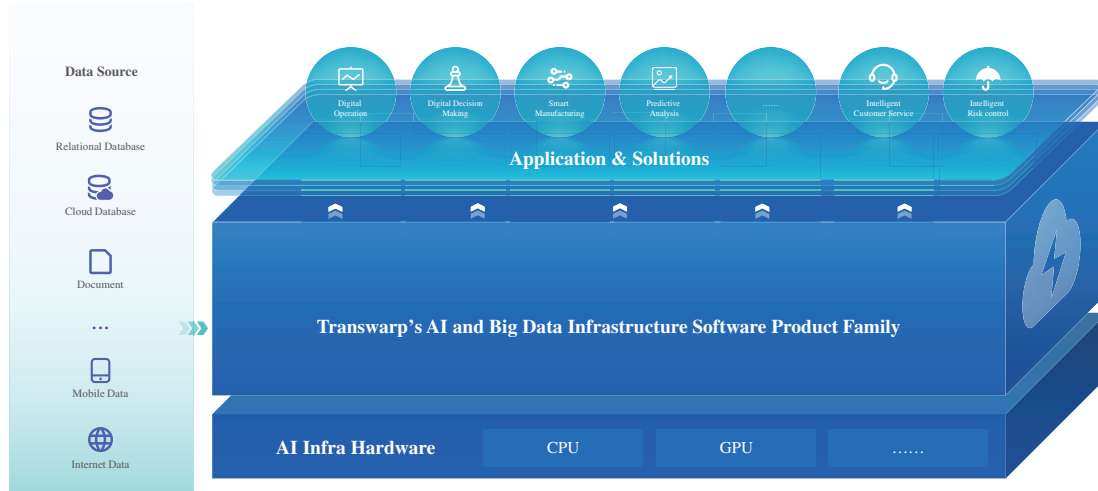 Data Source
Relational Database
Cloud Database
Document
...
Mobile Data
Internet Data
Digital
Operation
Digital Decision
Making
Smart
Manufacturing
Predictive
Analysis
......
Intelligent
Customer Service
Intelligent
Risk control
Application & Solutions
Transwarp's AI and Big Data Infrastructure Software Product Family
AI Infra Hardware
CPU
GPU
......